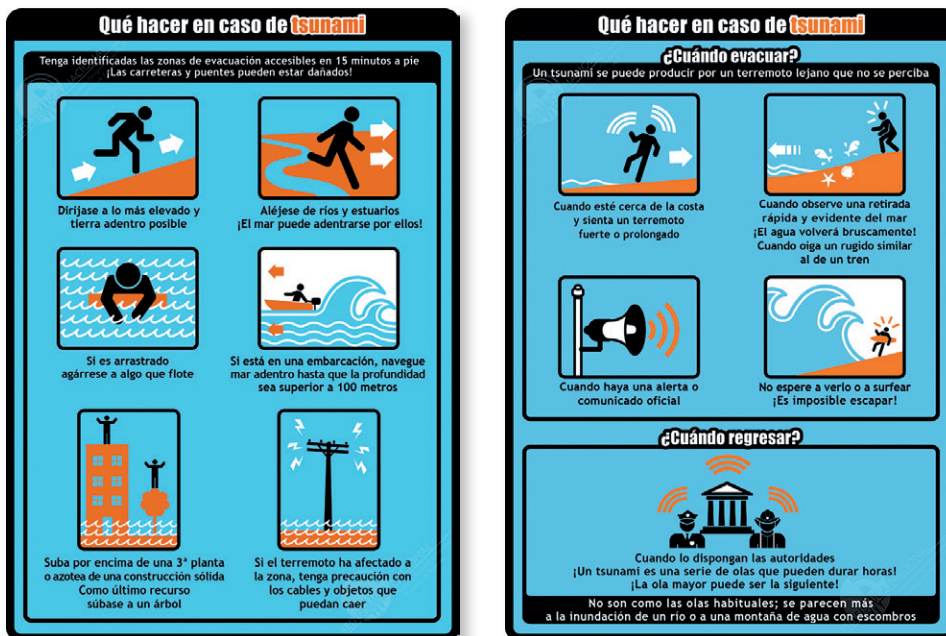 Qué hacer en caso de tsunami
Tenga identificadas las zonas de evacuación accesibles en 15 minutos a pie
¡Las carreteras y puentes pueden estar dañados!
Diríjase a lo más elevado y
tierra adentro posible
Aléjese de ríos y estuarios
¡El mar puede adentrarse por ellos!
Si es arrastrado
agárrese a algo que flote
Si está en una embarcación, navegue
mar adentro hasta que la profundidad
sea superior a 100 metros
Suba por encima de una 3ª planta
o azotea de una construcción sólida
Como último recurso
súbase a un árbol
Si el terremoto ha afectado a
la zona, tenga precaución con
los cables y objetos que
puedan caer
Qué hacer en caso de tsunami
¿Cuándo evacuar?
Un tsunami se puede producir por un terremoto lejano que no se perciba
Cuando esté cerca de la costa
y sienta un terremoto
fuerte o prolongado
Cuando observe una retirada
rápida y evidente del mar
¡El agua volverá bruscamente!
Cuando oiga un rugido similar
al de un tren
Cuando haya una alerta o
comunicado oficial
No espere a verlo o a surfear
¡Es imposible escapar!
¿Cuándo regresar?
Cuando lo dispongan las autoridades
¡Un tsunami es una serie de olas que pueden durar horas!
¡La ola mayor puede ser la siguiente!
No son como las olas habituales; se parecen más
a la inundación de un río o a una montaña de agua con escombros